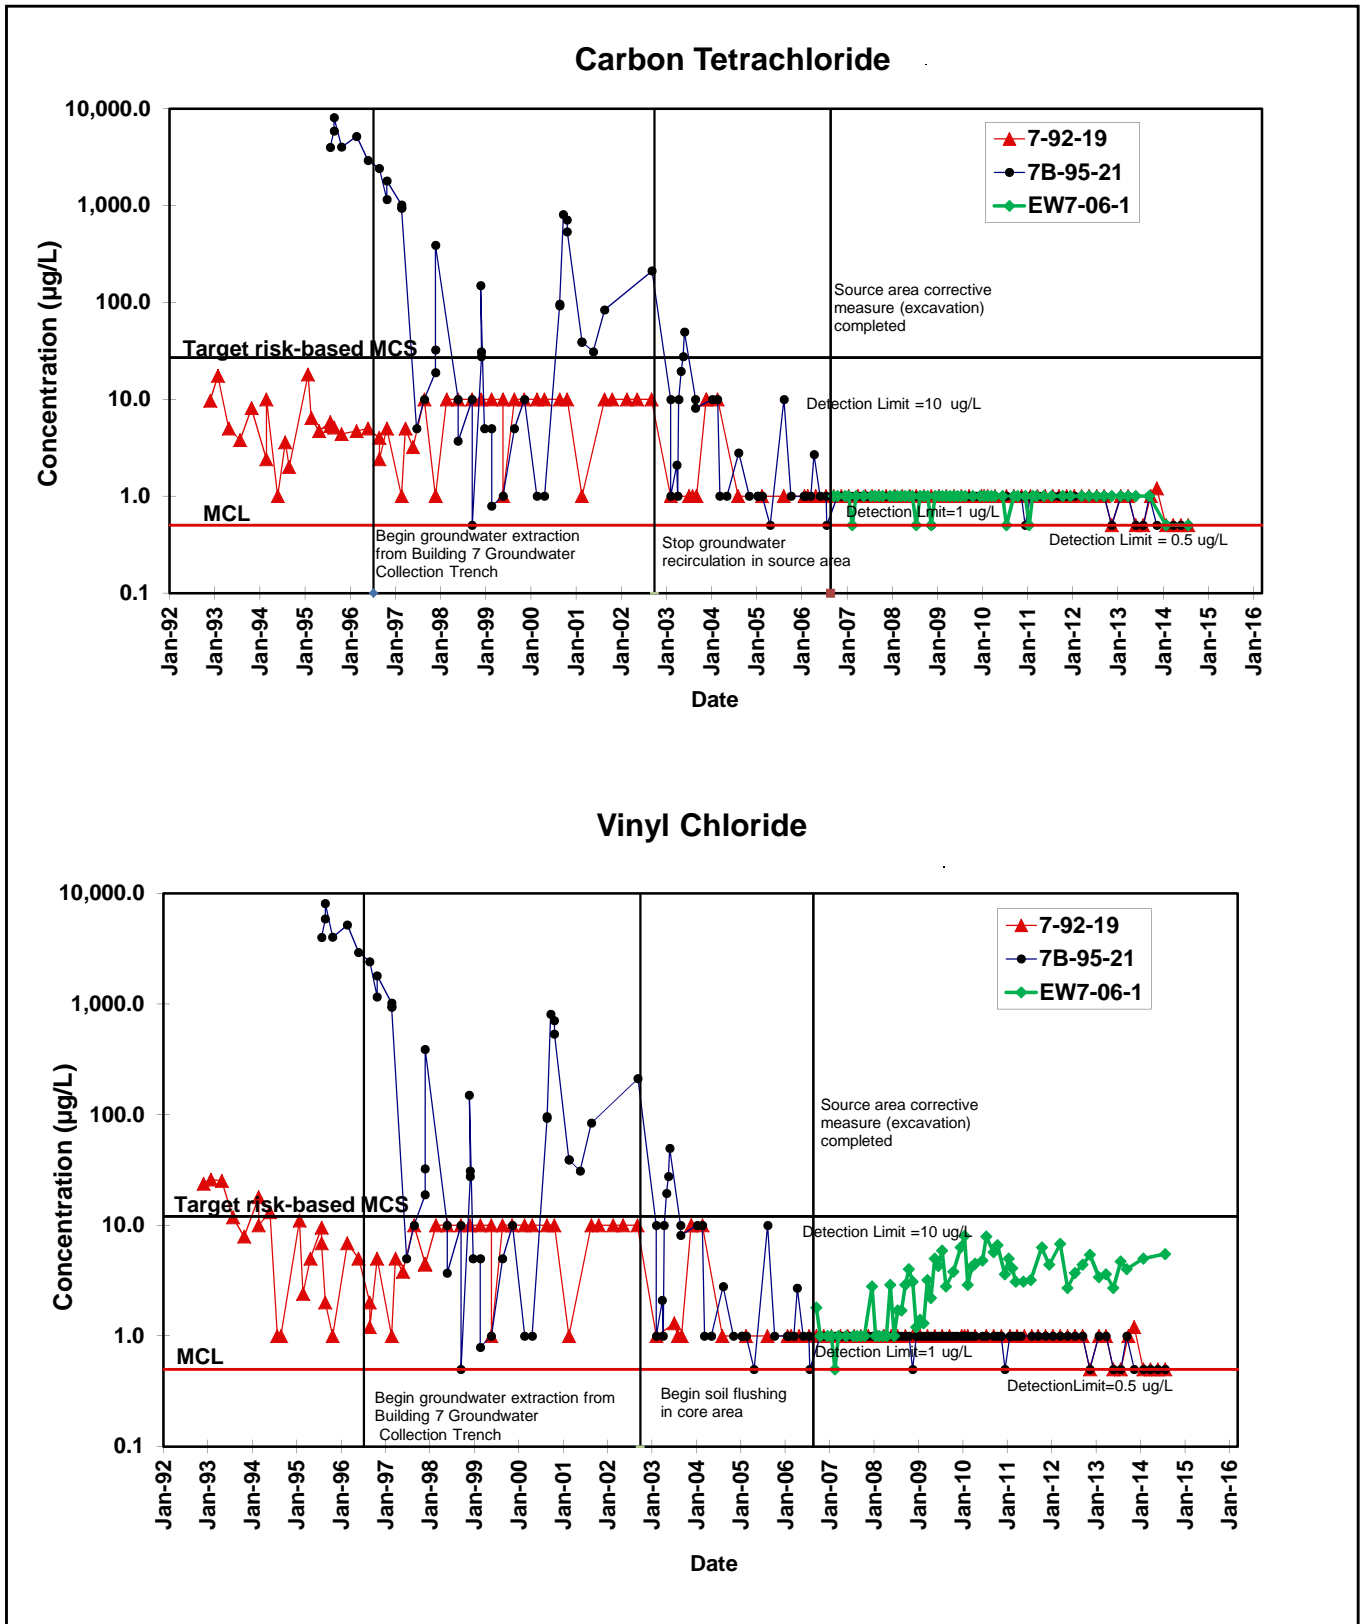 Carbon Tetrachloride
10,000.0
1,000.0
100.0
10.0
1.0
0.1
Concentration (µg/L)
7-92-19
7B-95-21
EW7-06-1
Source area corrective
measure (excavation)
completed
Target risk-based MCS
Detection Limit =10 ug/L
MCL
Detection Limit=1 ug/L
Detection Limit = 0.5 ug/L
Begin groundwater extraction
from Building 7 Groundwater
Collection Trench
Stop groundwater
recirculation in source area
Jan-92
Jan-93
Jan-94
Jan-95
Jan-96
Jan-97
Jan-98
Jan-99
Jan-00
Jan-01
Jan-02
Jan-03
Jan-04
Jan-05
Jan-06
Jan-07
Jan-08
Jan-09
Jan-10
Jan-11
Jan-12
Jan-13
Jan-14
Jan-15
Jan-16
Date
Vinyl Chloride
10,000.0
1,000.0
100.0
10.0
1.0
0.1
Concentration (µg/L)
7-92-19
7B-95-21
EW7-06-1
Source area corrective
measure (excavation)
completed
Target risk-based MCS
Detection Limit =10 ug/L
MCL
Detection Limit=1 ug/L
DetectionLimit=0.5 ug/L
Begin groundwater extraction from
Building 7 Groundwater
Collection Trench
Begin soil flushing
in core area
Jan-92
Jan-93
Jan-94
Jan-95
Jan-96
Jan-97
Jan-98
Jan-99
Jan-00
Jan-01
Jan-02
Jan-03
Jan-04
Jan-05
Jan-06
Jan-07
Jan-08
Jan-09
Jan-10
Jan-11
Jan-12
Jan-13
Jan-14
Jan-15
Jan-16
Date